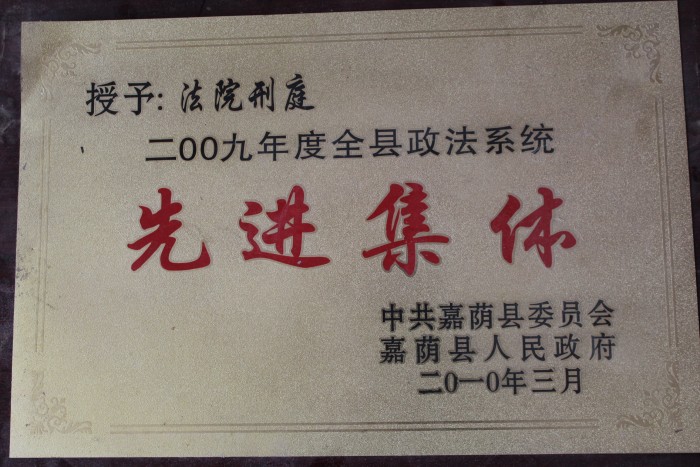 授予:法院刑庭
二00九年度全县政法系统
先进集体
中共嘉荫县委员会
嘉荫县人民政府
二0一0年三月